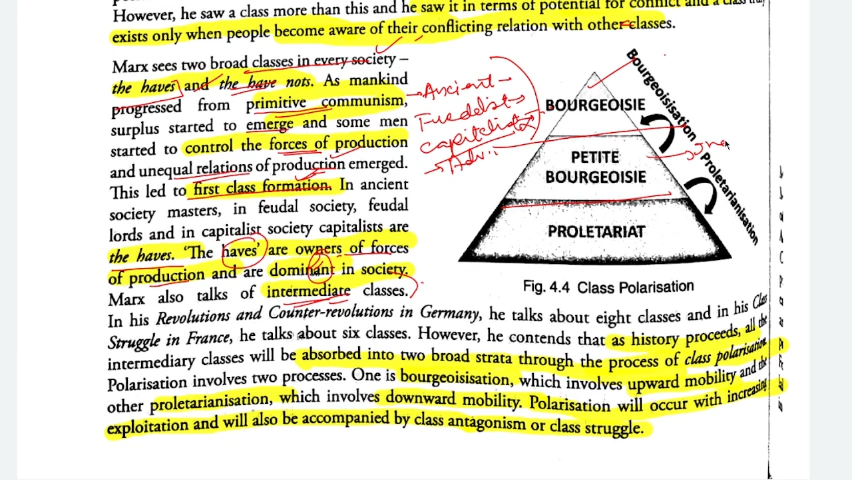 However, he saw a class more than this and he saw it in terms of potential for conflict and a class
exists only when people become aware of their conflicting relation with other classes.
Marx sees two broad classes in every society –
the haves and the have nots. As mankind
progressed from primitive communism,
surplus started to emerge and some men
started to control the forces of production
and unequal relations of production emerged.
This led to first class formation. In ancient
society masters, in feudal society, feudal
lords and in capitalist society capitalists are
the haves. 'The haves' are owners of forces
of production and are dominant in society.
Marx also talks of intermediate classes.
Ancient
Capitalist
BOURGEOISIE
PETITE
BOURGEOISIE
PROLETARIAT
Bourgeoisisation
Proletarianisation
Fig. 4.4 Class Polarisation
In his Revolutions and Counter-revolutions in Germany, he talks about eight classes and in his Class
Struggle in France, he talks about six classes. However, he contends that as history proceeds, all the
intermediary classes will be absorbed into two broad strata through the process of class polarisation.
Polarisation involves two processes. One is bourgeoisisation, which involves upward mobility and the
other proletarianisation, which involves downward mobility. Polarisation will occur with increasing
exploitation and will also be accompanied by class antagonism or class struggle.